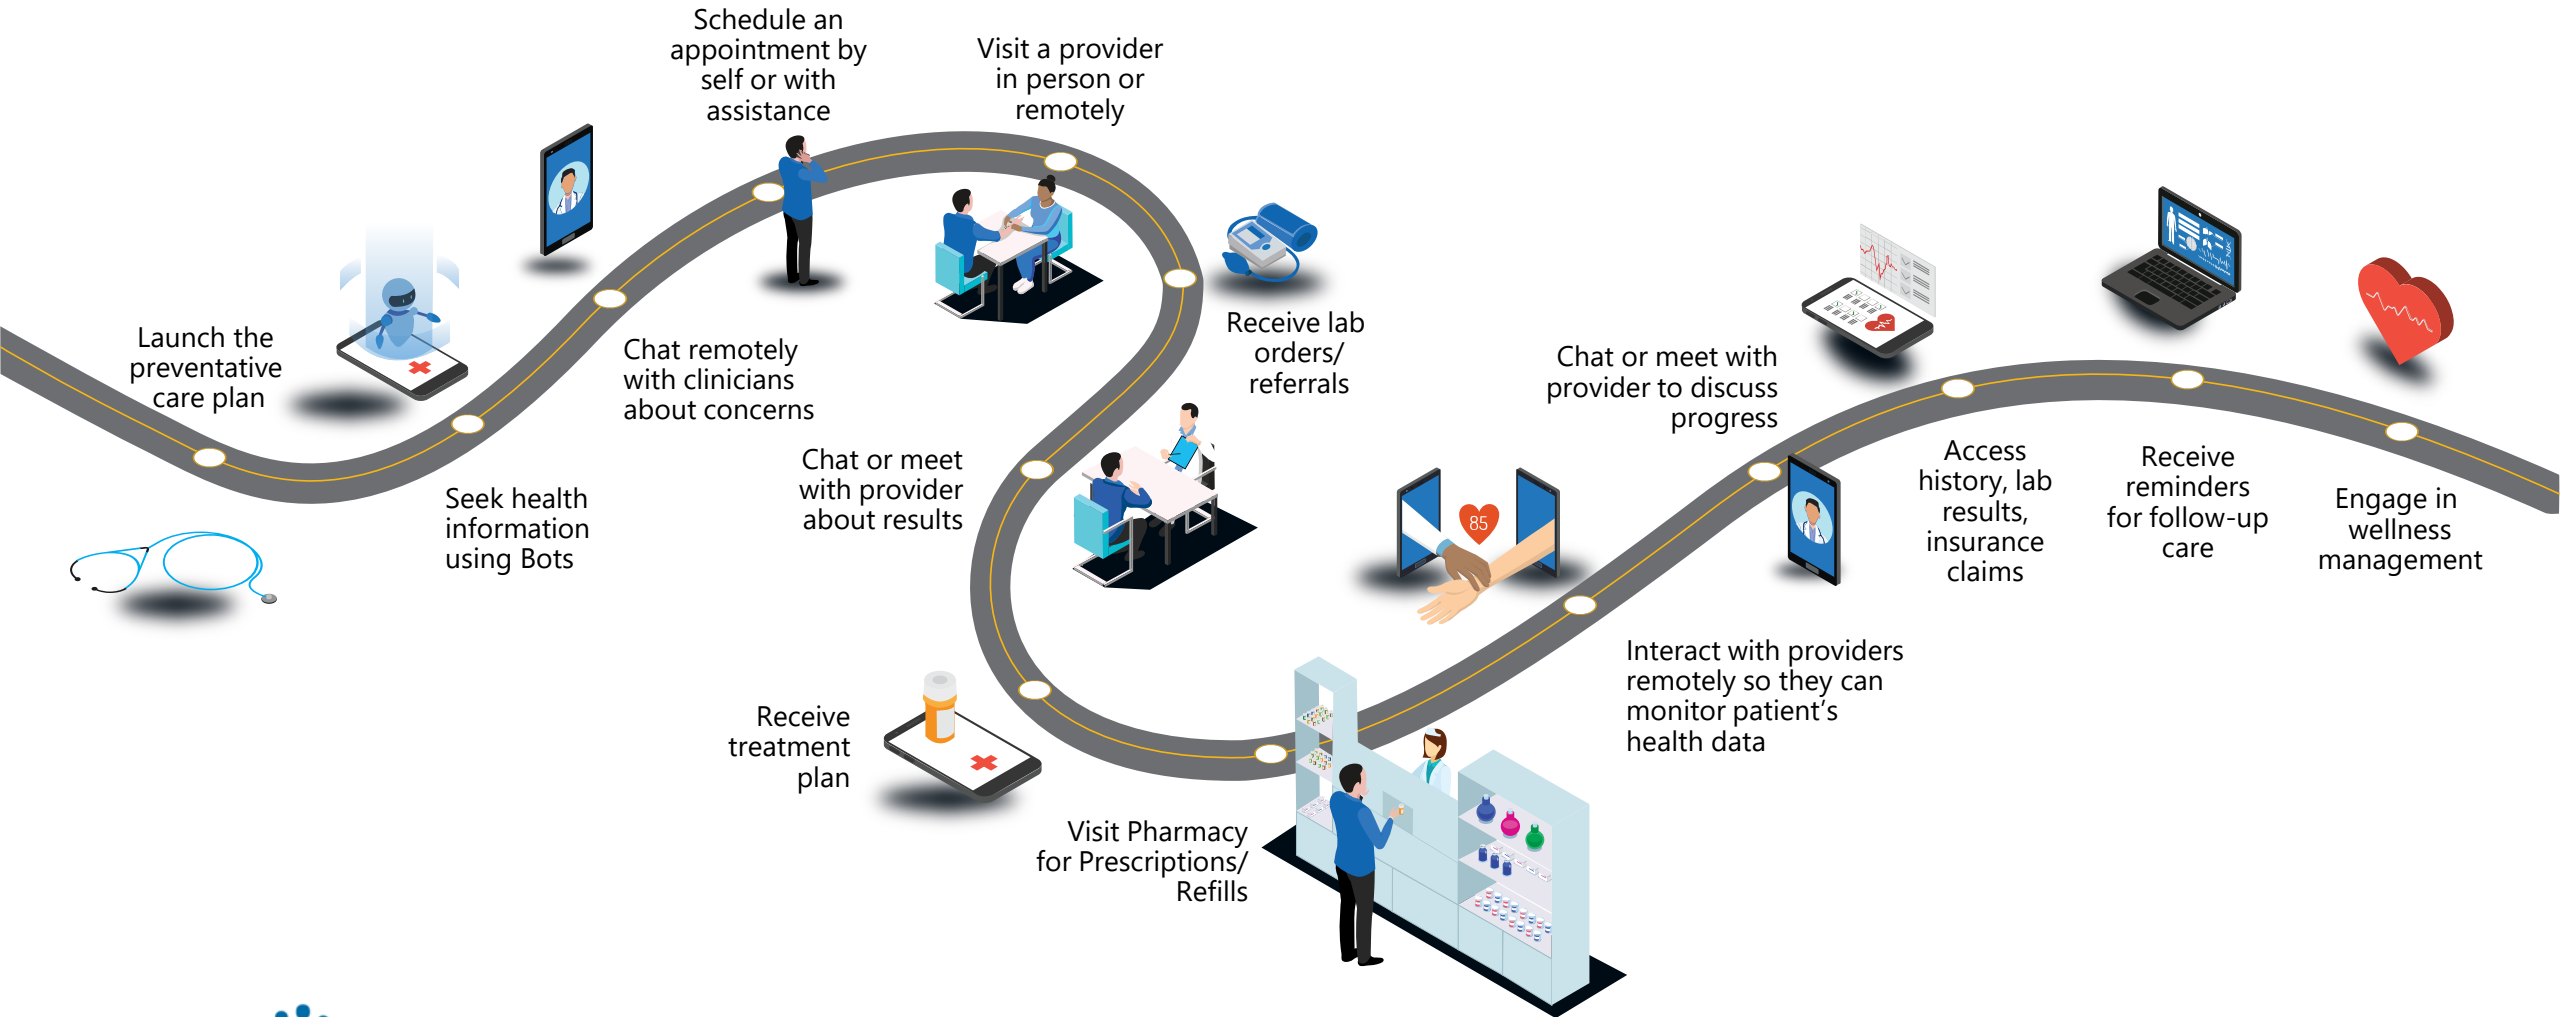 Launch the
preventative
care plan
Seek health
information
using Bots
Chat remotely
with clinicians
about concerns
Schedule an
appointment by
self or with
assistance
Visit a provider
in person or
remotely
Receive lab
orders/
referrals
Chat or meet
with provider
about results
Receive
treatment
plan
Visit Pharmacy
for Prescriptions/
Refills
85
Interact with providers
remotely so they can
monitor patient’s
health data
Chat or meet with
provider to discuss
progress
Access
history, lab
results,
insurance
claims
Receive
reminders
for follow-up
care
Engage in
wellness
management